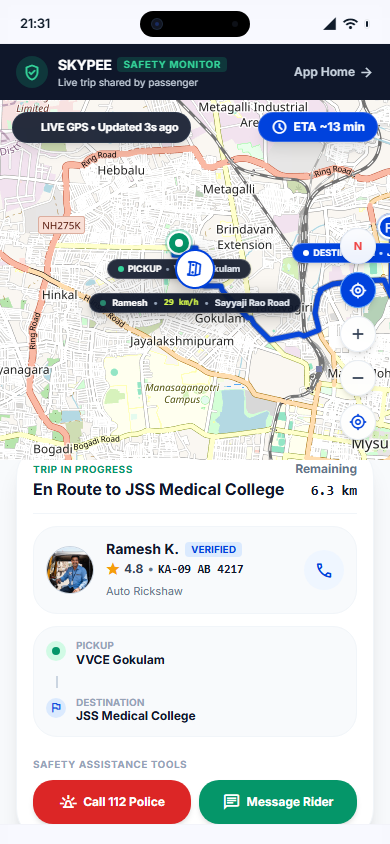 21:31
SKYPEE SAFETY MONITOR
Live trip shared by passenger
App Home →
Limited
Metagalli Industrial
LIVE GPS • Updated 3s ago
ETA ~13 min
Ring Road
Ring Road
Hebbalu
Metagalli
NH275K
Brindavan
Extension
N
PICKUP •
Hinkal
Ramesh • 29 km/h • Sayyaji Rao Road
Gokulam
Jayalakshmipuram
Ring Road
Manasagangotri
Campus
Bogadi
Bogadi Road
TRIP IN PROGRESS
Remaining
En Route to JSS Medical College
6.3 km
Ramesh K. VERIFIED
4.8 • KA-09 AB 4217
Auto Rickshaw
PICKUP
VVCE Gokulam
DESTINATION
JSS Medical College
SAFETY ASSISTANCE TOOLS
Call 112 Police
Message Rider